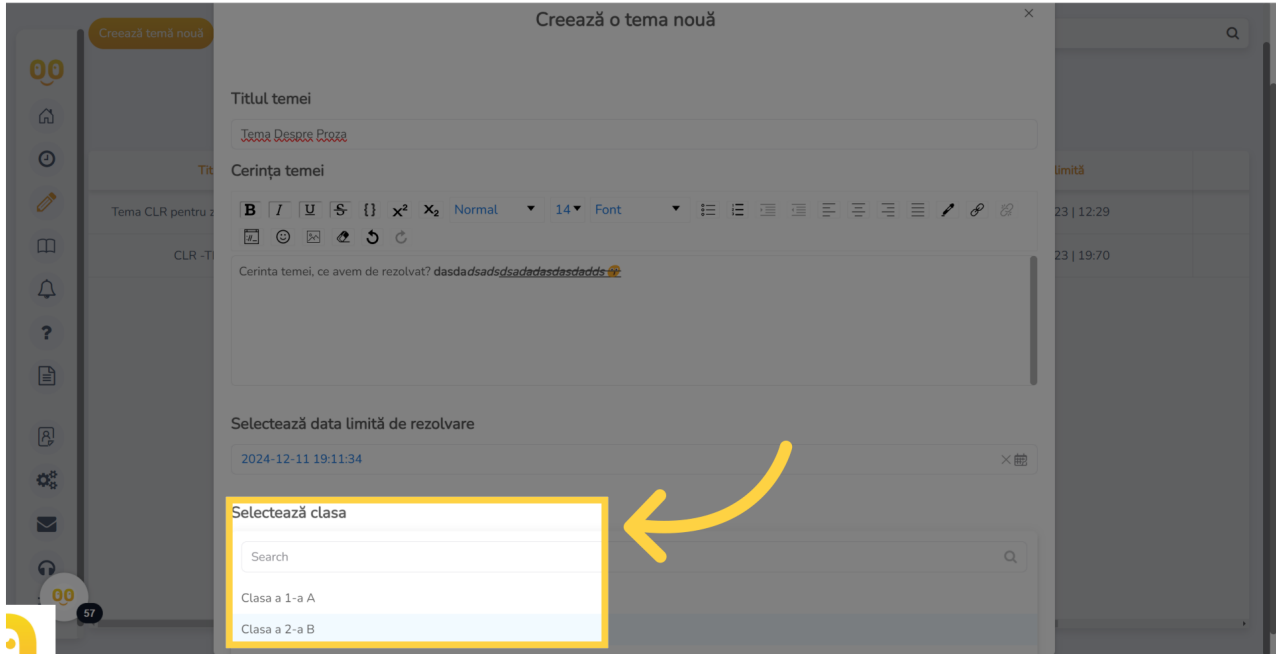 Creează o tema nouă
Creează temă nouă
Titlul temei
Tema Despre Proza
Tit
limită
Cerința temei
Tema CLR pentru
B I U S {} x² x₂ Normal 14 Font
23 | 12:29
CLR -T
23 | 19:70
Cerinta temei, ce avem de rezolvat? dasdadsadsdsadadasdasdadds 🤔
Selectează data limită de rezolvare
2024-12-11 19:11:34
Selectează clasa
Search
Clasa a 1-a A
57
Clasa a 2-a B